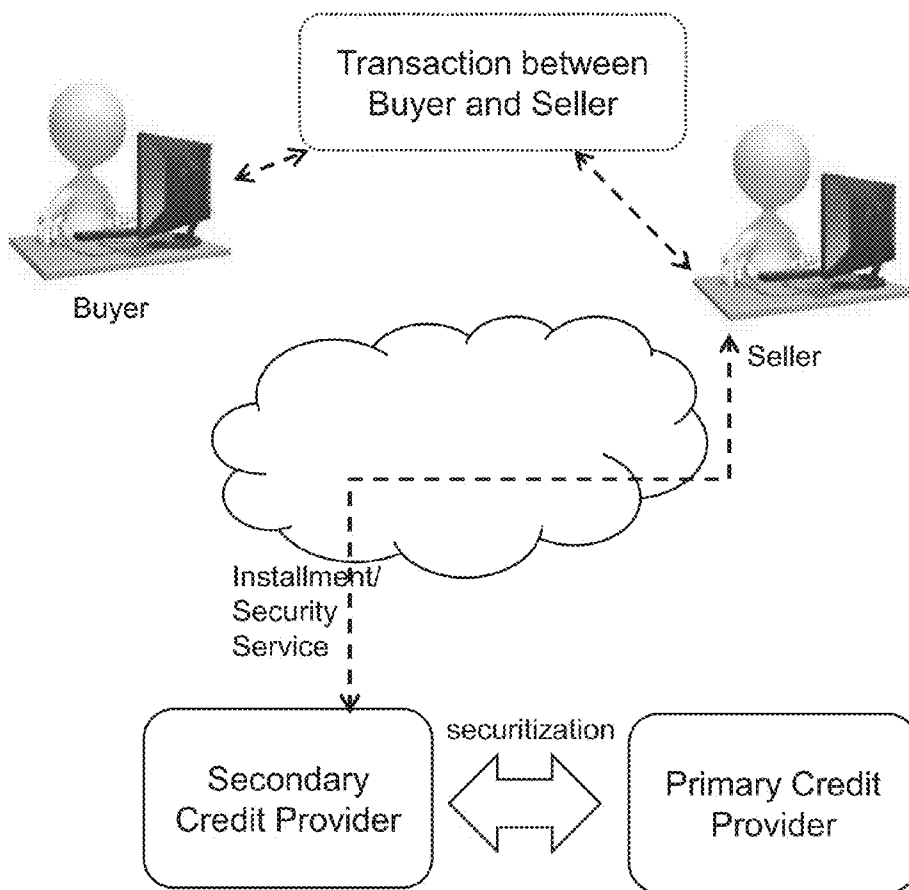 Transaction between
Buyer and Seller
Buyer
Seller
Installment/
Security
Service
securitization
Secondary
Credit Provider
Primary Credit
Provider